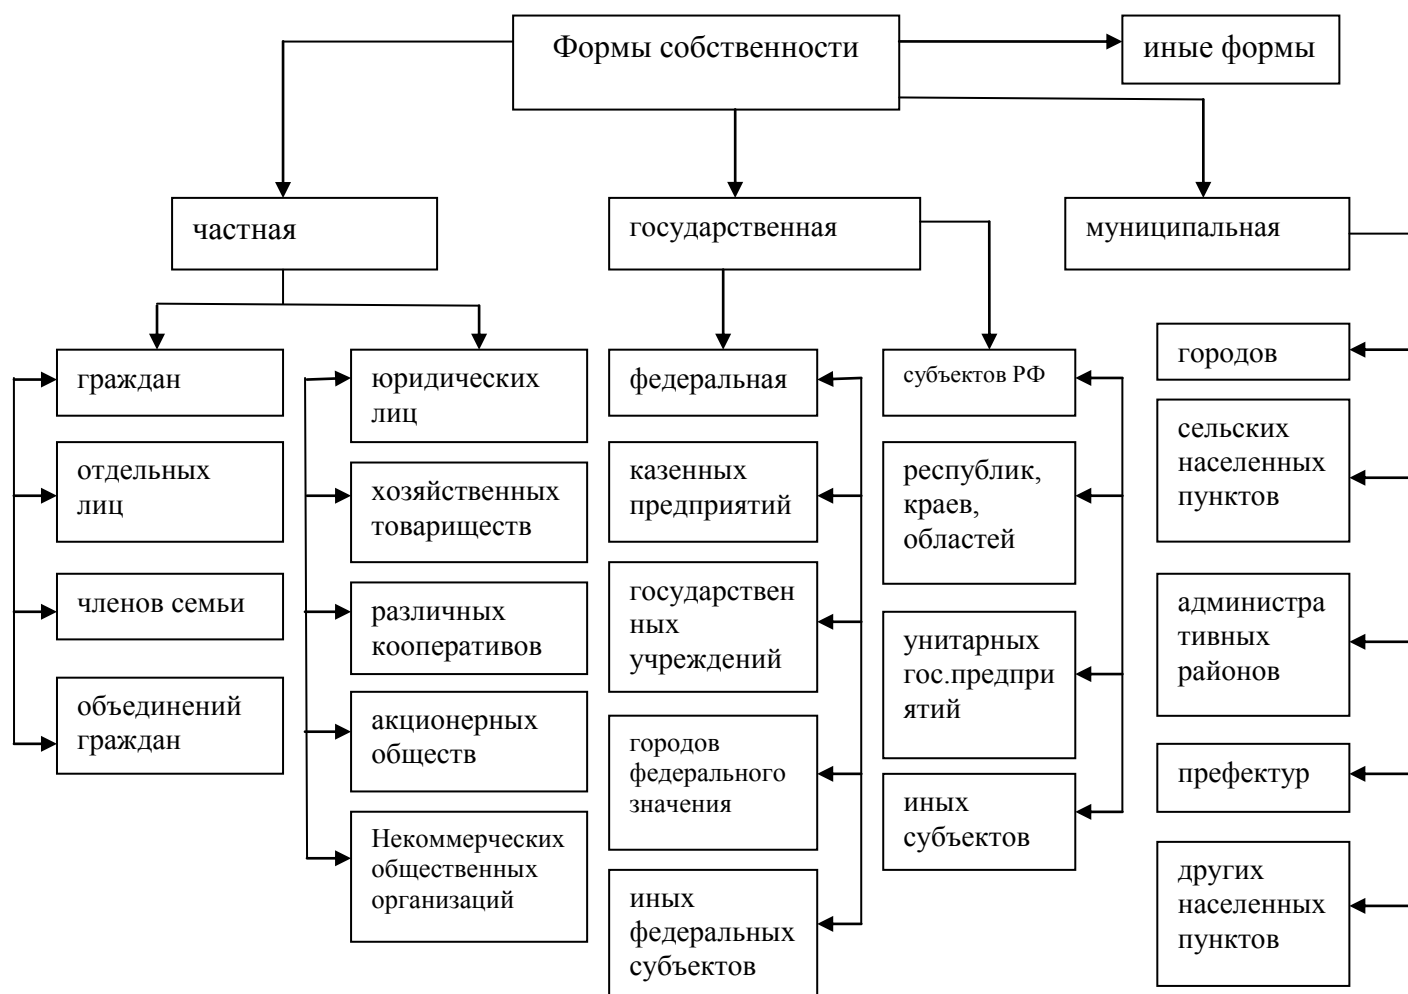 Формы собственности
иные формы
частная
государственная
муниципальная
граждан
отдельных
лиц
членов семьи
объединений
граждан
юридических
лиц
хозяйственных
товариществ
различных
кооперативов
акционерных
обществ
Некоммерческих
общественных
организаций
федеральная
казенных
предприятий
государствен
ных
учреждений
городов
федерального
значения
иных
федеральных
субъектов
субъектов РФ
республик,
краев,
областей
унитарных
гос.предпри
ятий
иных
субъектов
городов
сельских
населенных
пунктов
администра
тивных
районов
префектур
других
населенных
пунктов